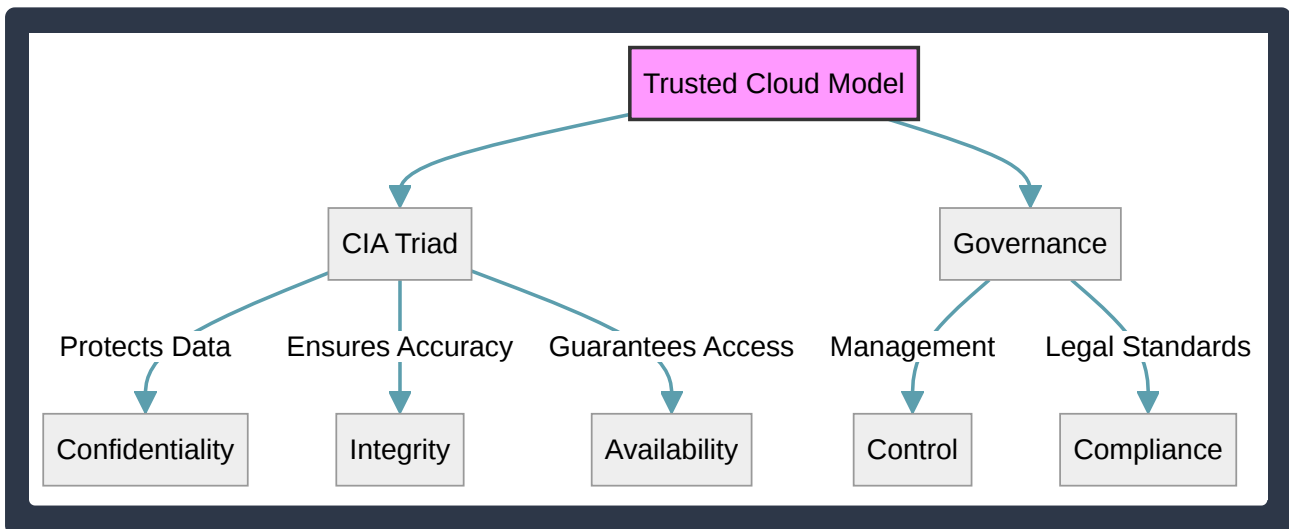 Trusted Cloud Model
CIA Triad
Governance
Protects Data
Ensures Accuracy
Guarantees Access
Management
Legal Standards
Confidentiality
Integrity
Availability
Control
Compliance